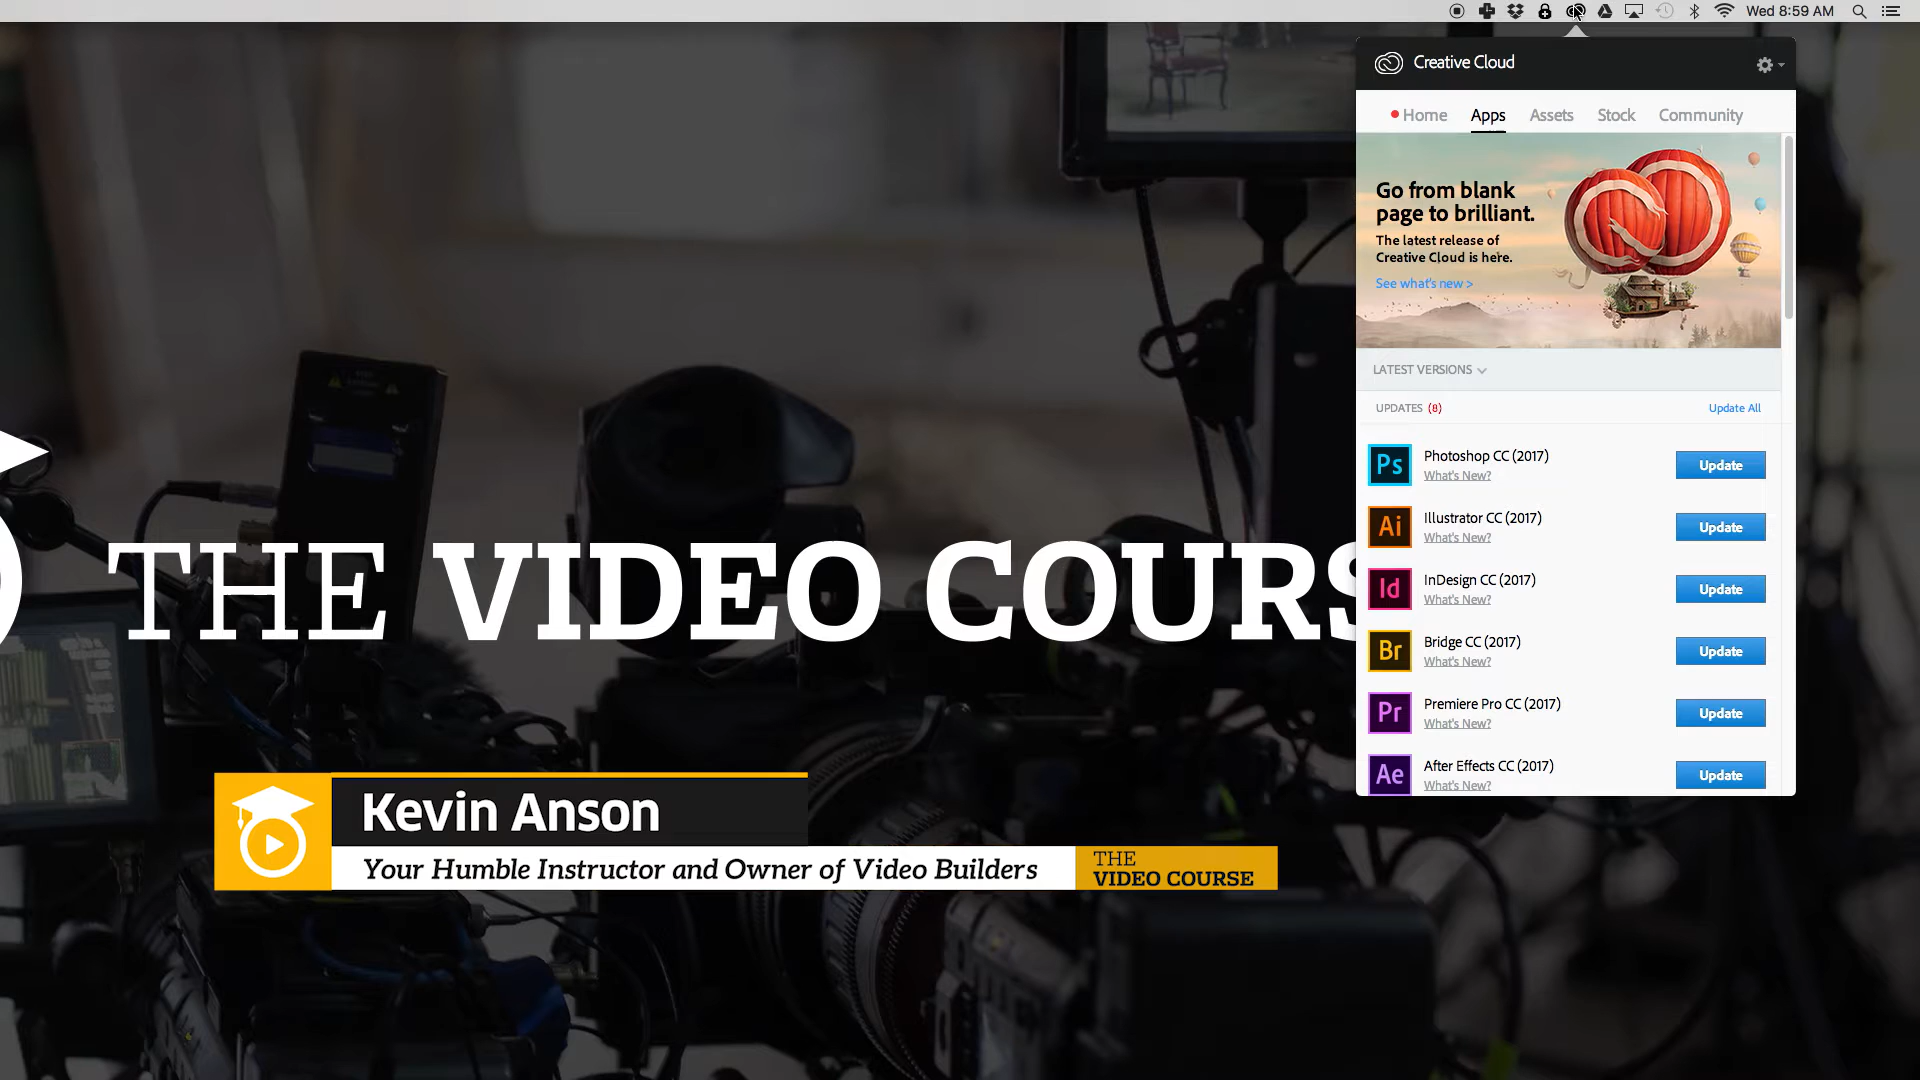 Wed 8:59 AM
Creative Cloud
Home Apps Assets Stock Community
Go from blank
page to brilliant.
The latest release of
Creative Cloud is here.
See what's new >
LATEST VERSIONS
UPDATES (8) Update All
Ps Photoshop CC (2017) Update
What's New?
Ai Illustrator CC (2017) Update
What's New?
Id InDesign CC (2017) Update
What's New?
Br Bridge CC (2017) Update
What's New?
Pr Premiere Pro CC (2017) Update
What's New?
Ae After Effects CC (2017) Update
What's New?
THE VIDEO COURS
Kevin Anson
Your Humble Instructor and Owner of Video Builders
THE
VIDEO COURSE